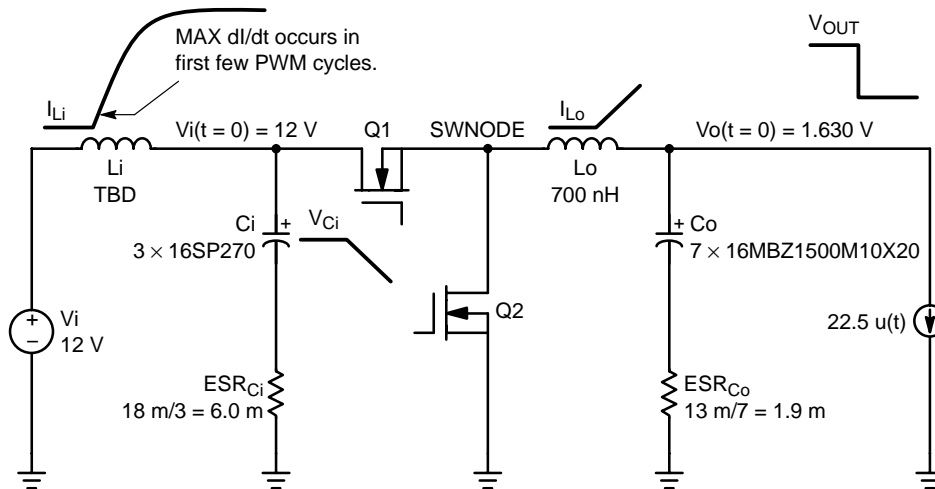 MAX dI/dt occurs in
first few PWM cycles.
VOUT
ILi
Vi(t = 0) = 12 V
Q1
SWNODE
ILo
Vo(t = 0) = 1.630 V
Li
TBD
Lo
700 nH
Ci
+
3 × 16SP270
VCi
+
Co
7 × 16MBZ1500M10X20
Q2
+
−
Vi
12 V
22.5 u(t)
ESRCi
18 m/3 = 6.0 m
ESRCo
13 m/7 = 1.9 m